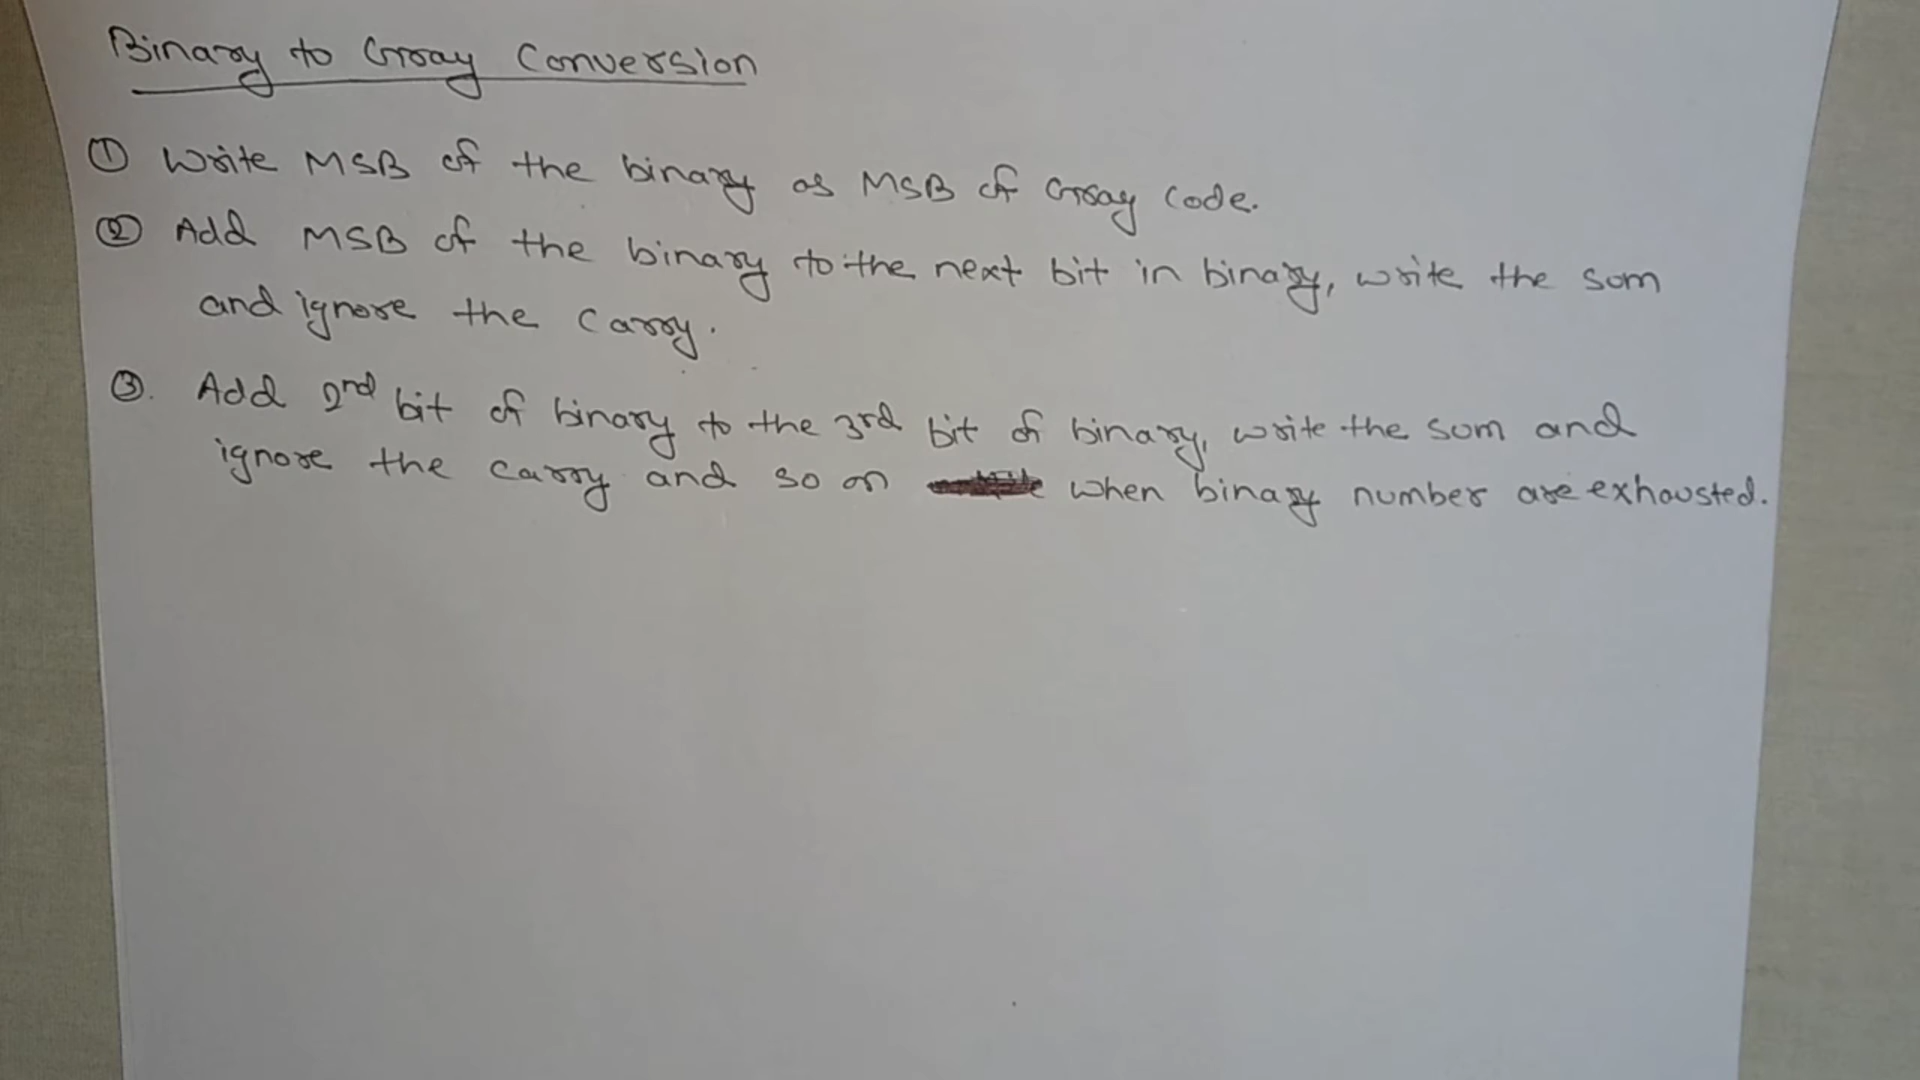 Binary to Gray Conversion
① Write MSB of the binary as MSB of Gray Code.
② Add MSB of the binary to the next bit in binary, write the sum
and ignore the carry.
③. Add 2nd bit of binary to the 3rd bit of binary, write the sum and
ignore the carry and so on when binary number are exhausted.